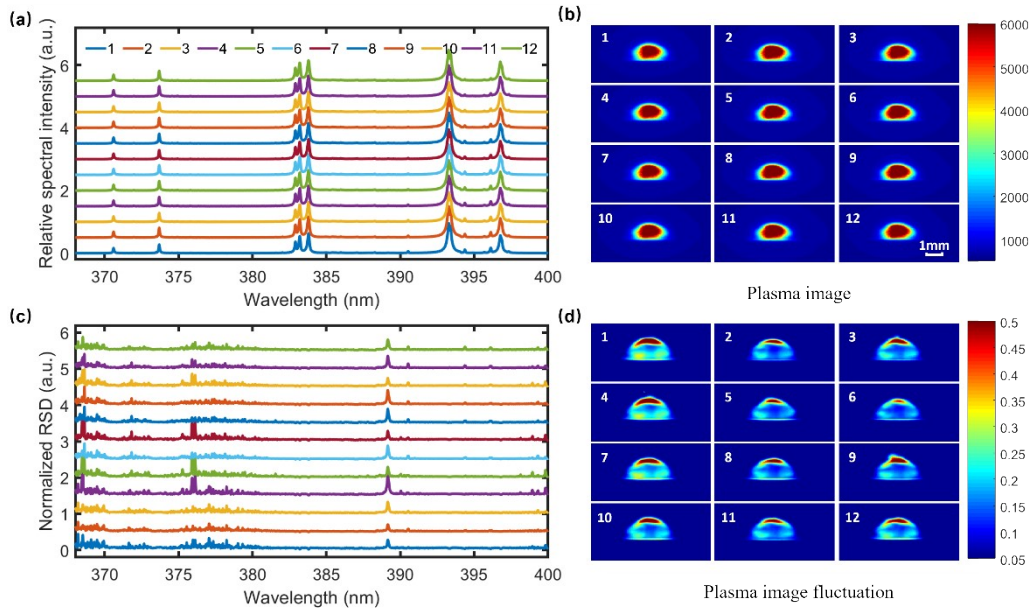 (a)
Relative spectral intensity (a.u.)
1 2 3 4 5 6 7 8 9 10 11 12
6
4
2
0
370 375 380 385 390 395 400
Wavelength (nm)
(b)
1 2 3
4 5 6
7 8 9
10 11 12
1mm
6000
5000
4000
3000
2000
1000
Plasma image
(c)
Normalized RSD (a.u.)
6
5
4
3
2
1
0
370 375 380 385 390 395 400
Wavelength (nm)
(d)
1 2 3
4 5 6
7 8 9
10 11 12
0.5
0.45
0.4
0.35
0.3
0.25
0.2
0.15
0.1
0.05
Plasma image fluctuation